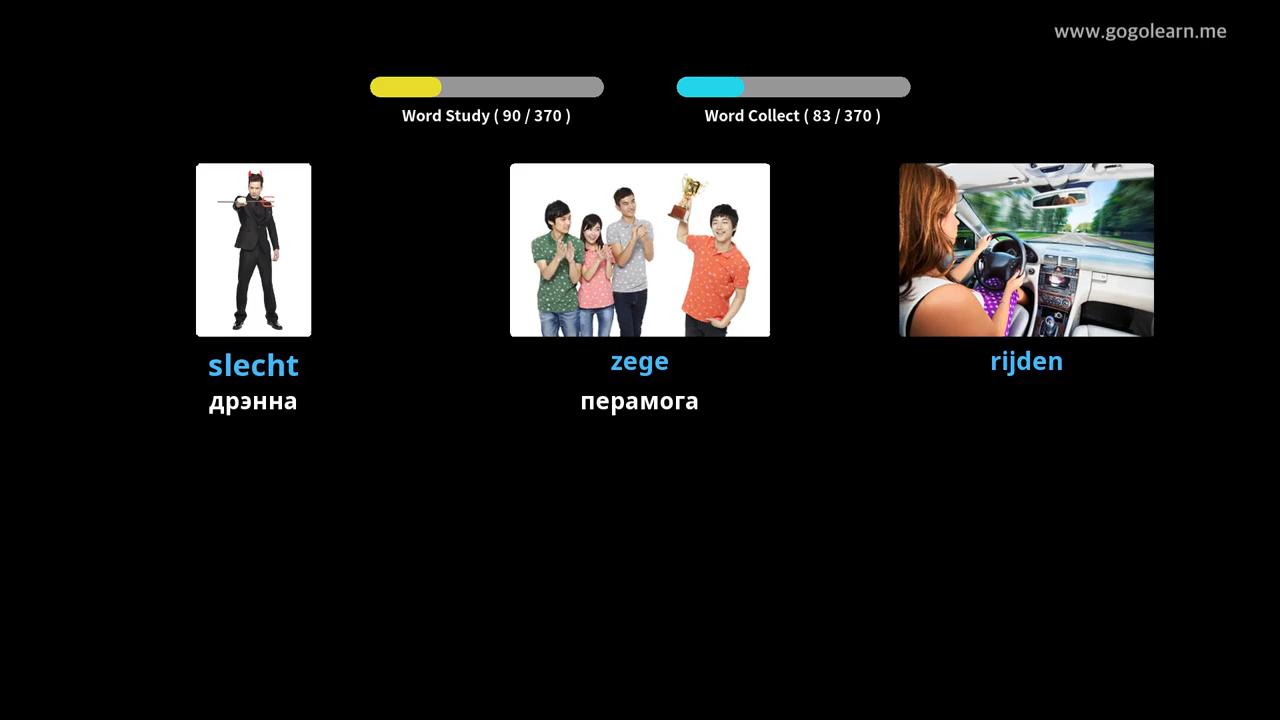 www.gogolearn.me
Word Study ( 90 / 370 )
Word Collect ( 83 / 370 )
slecht
zege
rijden
дрэнна
перамога